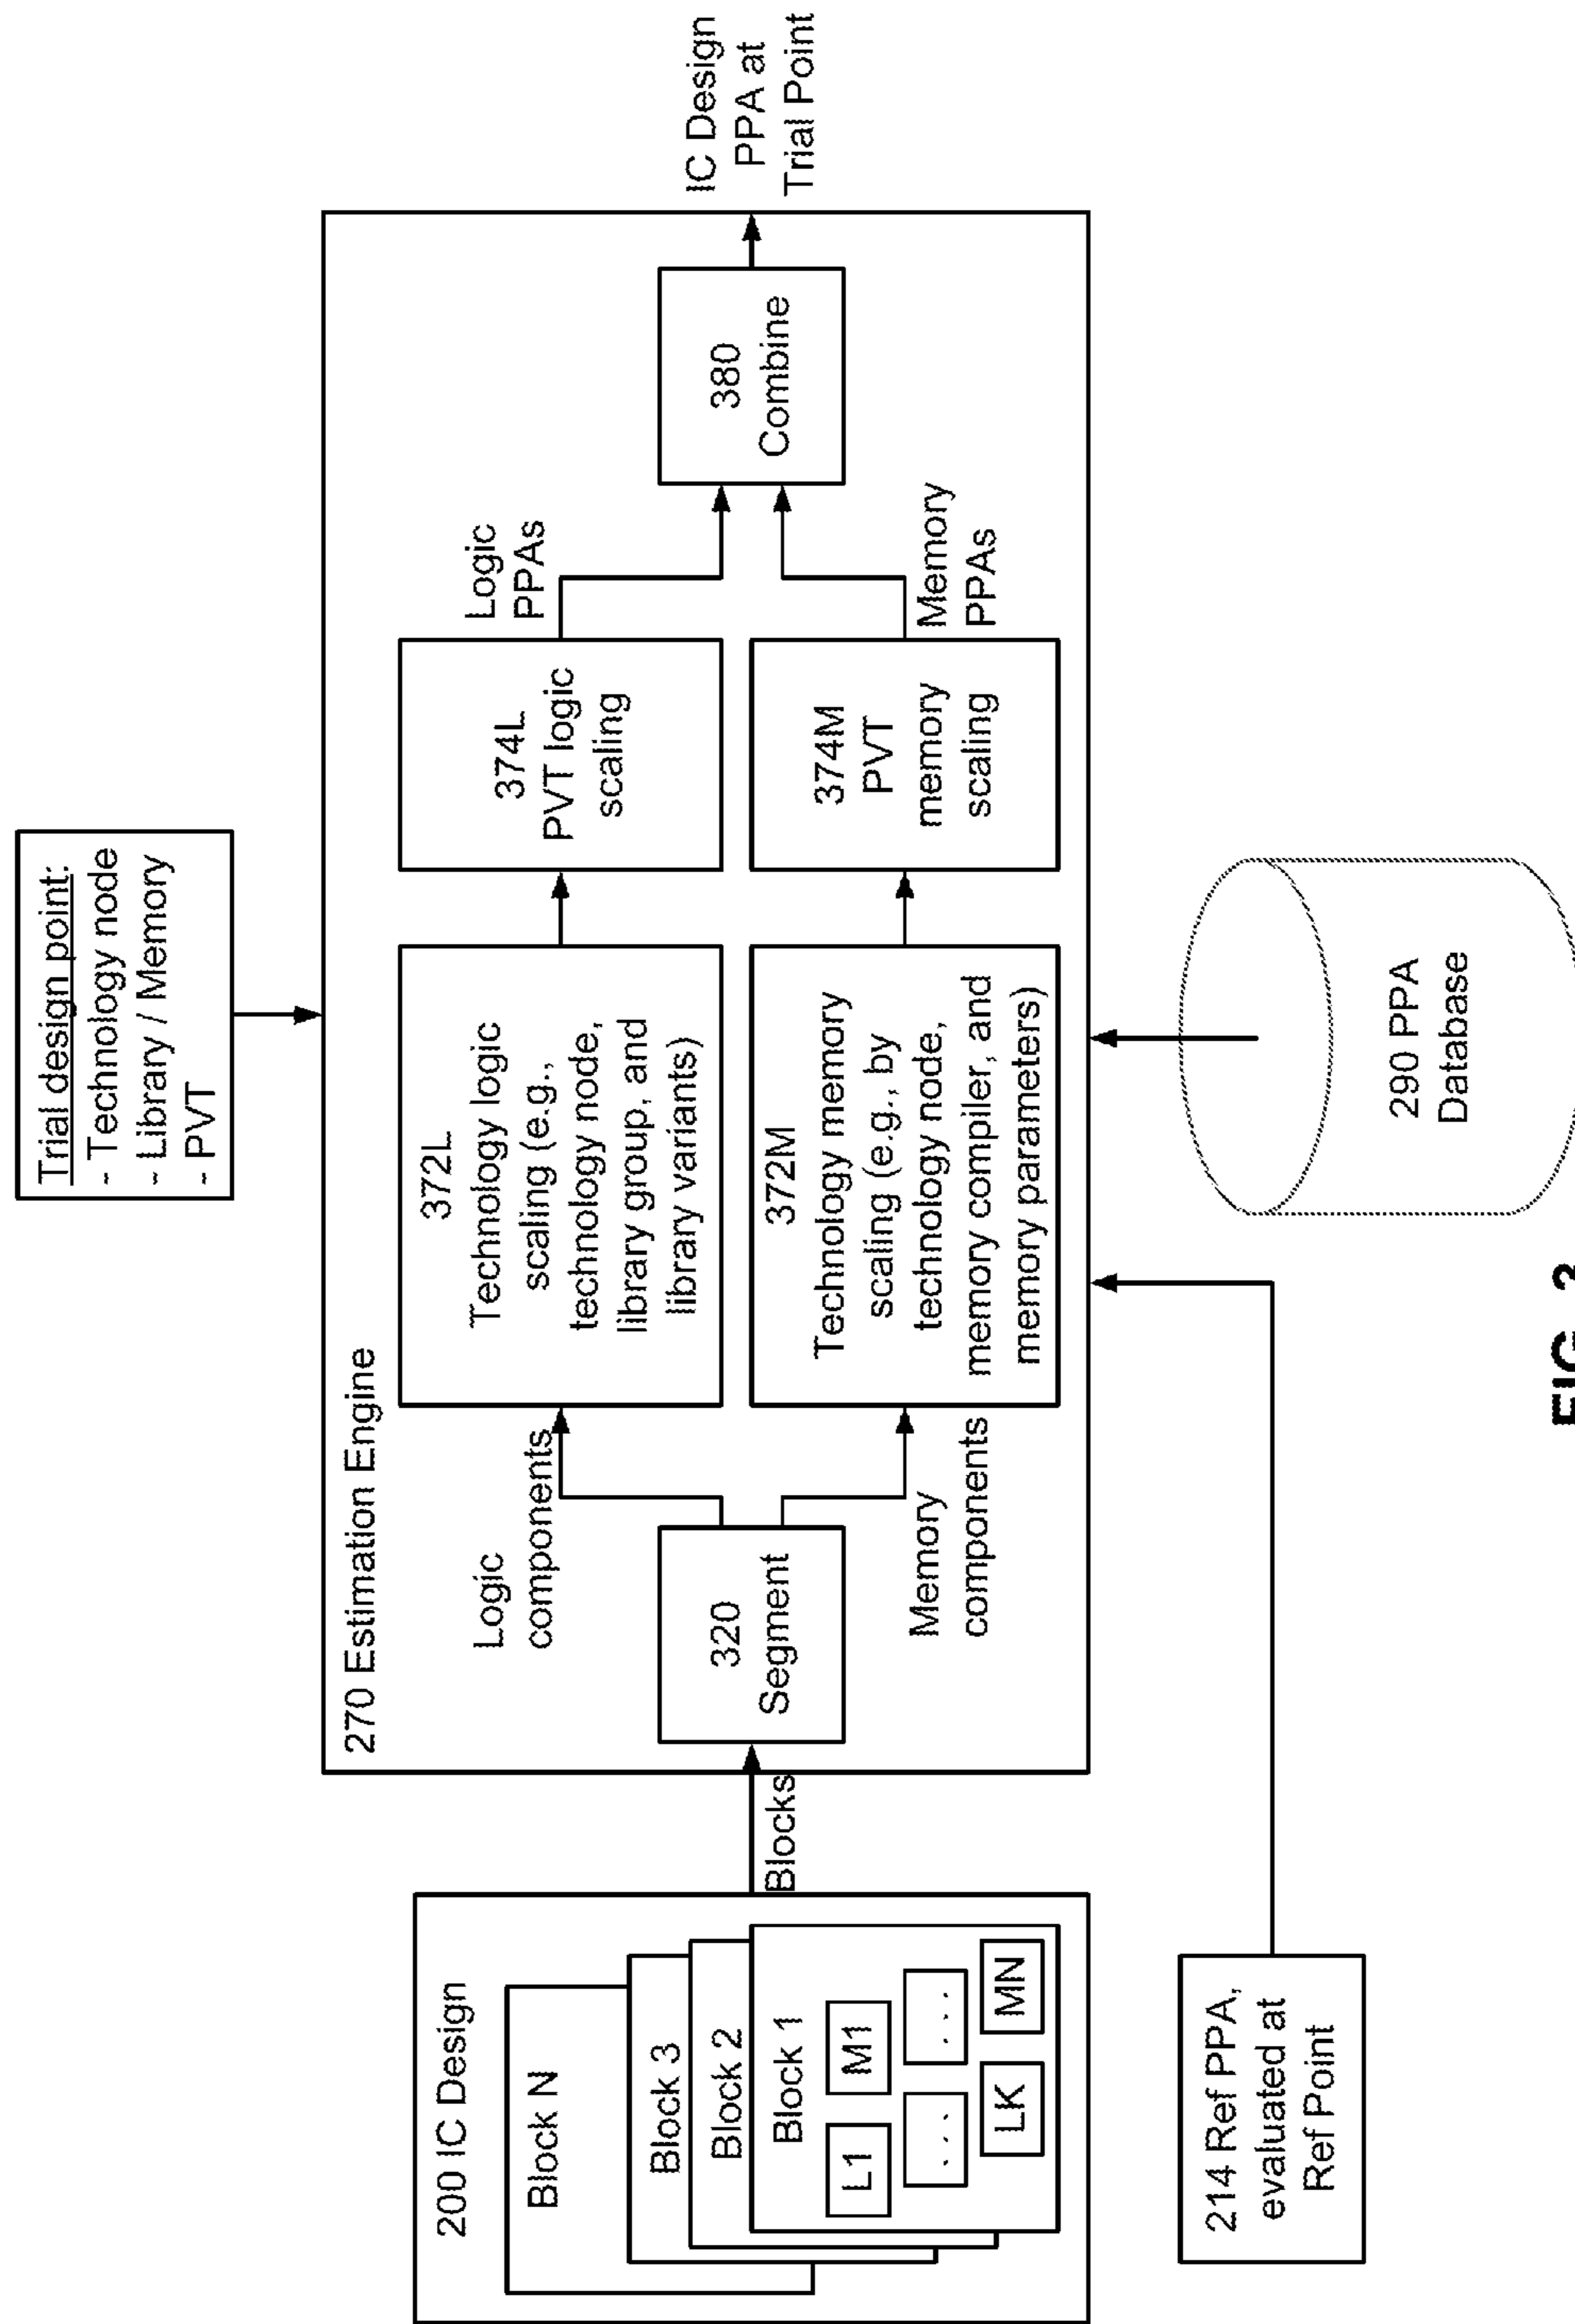 Trial design point:
- Technology node
- Library / Memory
- PVT
200 IC Design
Block N
Block 3
Block 2
Block 1
L1
M1
. . .
. . .
LK
MN
Blocks
270 Estimation Engine
320
Segment
Logic
components
Memory
components
372L
Technology logic
scaling (e.g.,
technology node,
library group, and
library variants)
372M
Technology memory
scaling (e.g., by
technology node,
memory compiler, and
memory parameters)
374L
PVT logic
scaling
374M
PVT
memory
scaling
Logic
PPAs
Memory
PPAs
380
Combine
IC Design
PPA at
Trial Point
214 Ref PPA,
evaluated at
Ref Point
290 PPA
Database
FIG.